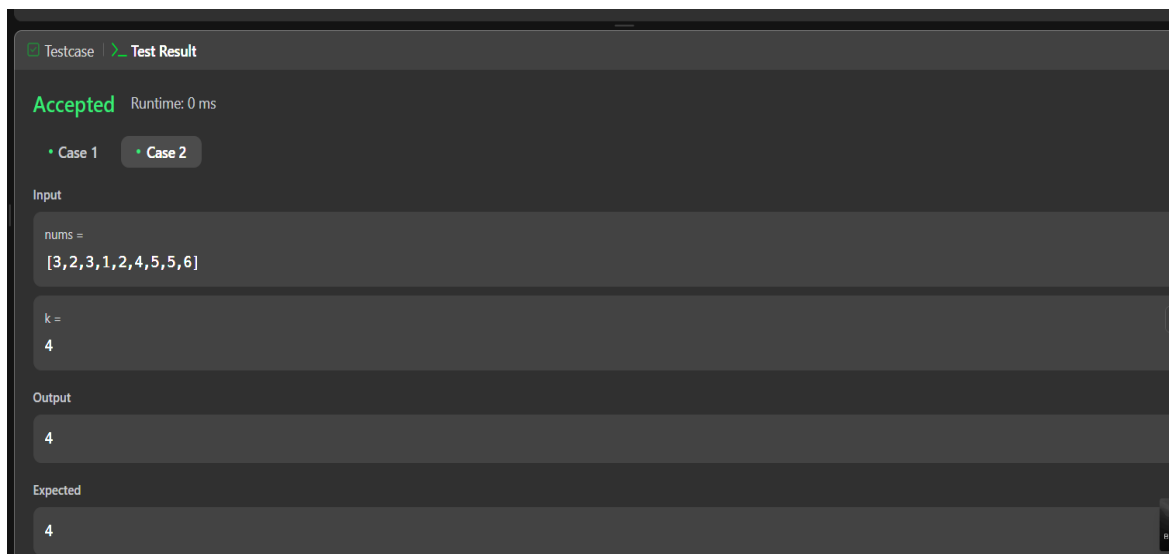 Testcase Test Result
Accepted Runtime: 0 ms
Case 1 Case 2
Input
nums =
[3,2,3,1,2,4,5,5,6]
k =
4
Output
4
Expected
4